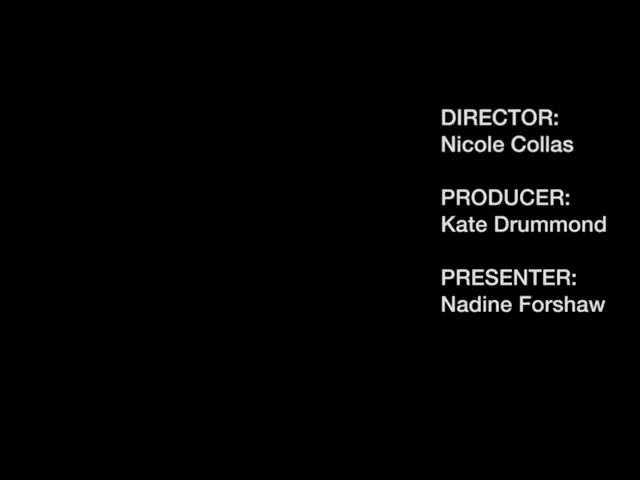 DIRECTOR:
Nicole Collas
PRODUCER:
Kate Drummond
PRESENTER:
Nadine Forshaw